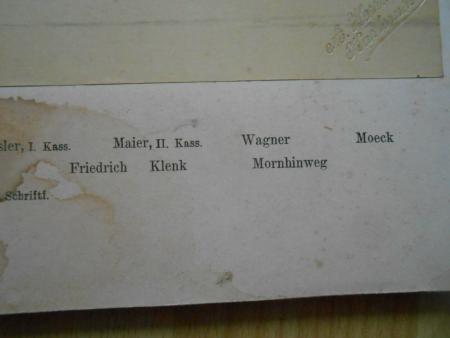 sler, I. Kass. Maier, II. Kass. Wagner Moeck
Friedrich Klenk Mornhinweg
Schriftf.